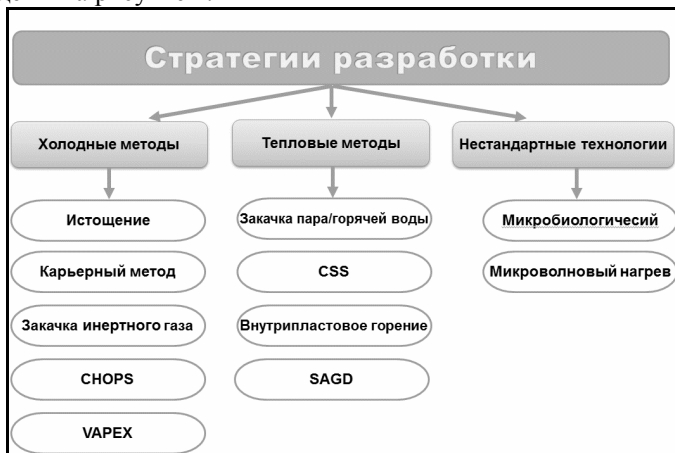 Стратегии разработки
Холодные методы
Тепловые методы
Нестандартные технологии
Истощение
Закачка пара/горячей воды
Микробиологичесий
Карьерный метод
CSS
Микроволновый нагрев
Закачка инертного газа
Внутрипластовое горение
CHOPS
SAGD
VAPEX